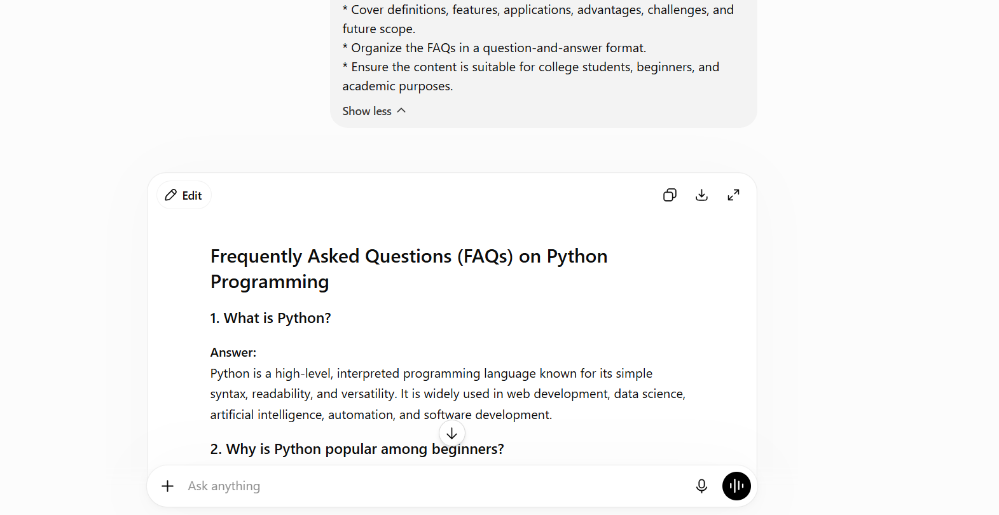 * Cover definitions, features, applications, advantages, challenges, and
future scope.
* Organize the FAQs in a question-and-answer format.
* Ensure the content is suitable for college students, beginners, and
academic purposes.
Show less
Edit
Frequently Asked Questions (FAQs) on Python
Programming
1. What is Python?
Answer:
Python is a high-level, interpreted programming language known for its simple
syntax, readability, and versatility. It is widely used in web development, data science,
artificial intelligence, automation, and software development.
2. Why is Python popular among beginners?
Ask anything